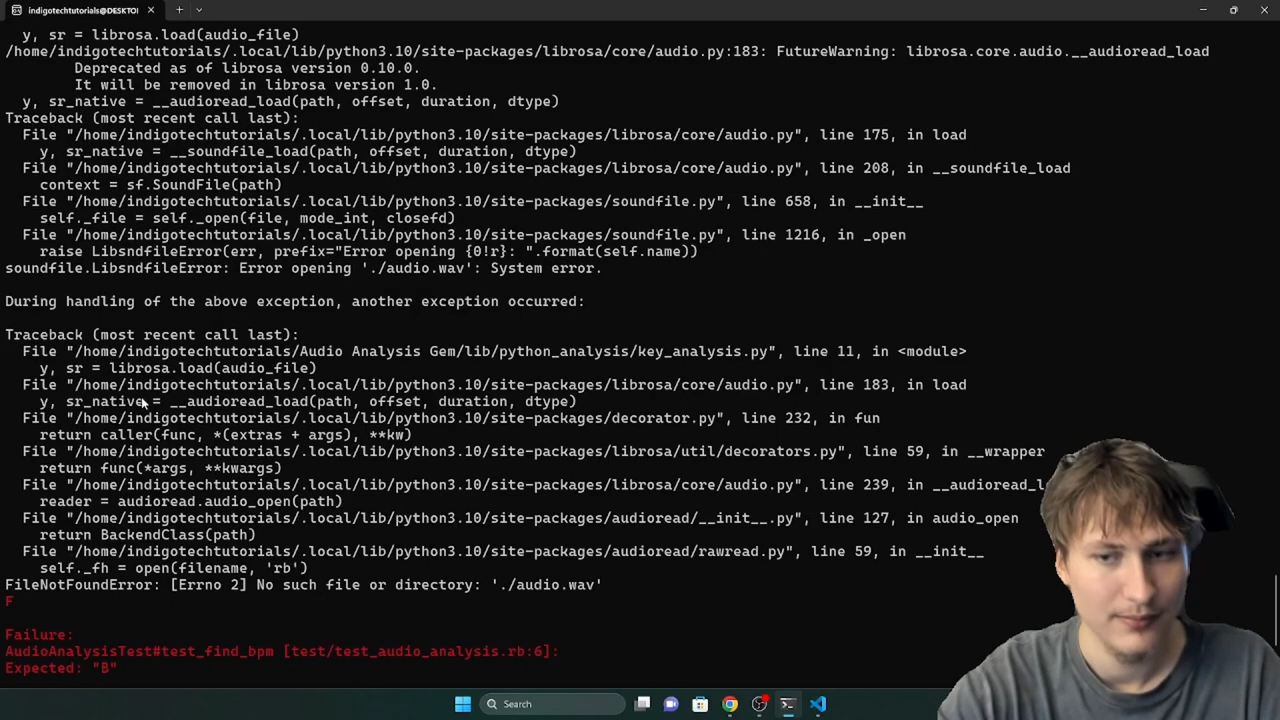 indigotechtutorials@DESKTO
y, sr = librosa.load(audio_file)
/home/indigotechtutorials/.local/lib/python3.10/site-packages/librosa/core/audio.py:183: FutureWarning: librosa.core.audio.__audioread_load
Deprecated as of librosa version 0.10.0.
It will be removed in librosa version 1.0.
y, sr_native = __audioread_load(path, offset, duration, dtype)
Traceback (most recent call last):
File "/home/indigotechtutorials/.local/lib/python3.10/site-packages/librosa/core/audio.py", line 175, in load
y, sr_native = __soundfile_load(path, offset, duration, dtype)
File "/home/indigotechtutorials/.local/lib/python3.10/site-packages/librosa/core/audio.py", line 208, in __soundfile_load
context = sf.SoundFile(path)
File "/home/indigotechtutorials/.local/lib/python3.10/site-packages/soundfile.py", line 658, in __init__
self._file = self._open(file, mode_int, closefd)
File "/home/indigotechtutorials/.local/lib/python3.10/site-packages/soundfile.py", line 1216, in _open
raise LibsndfileError(err, prefix="Error opening {0!r}: ".format(self.name))
soundfile.LibsndfileError: Error opening './audio.wav': System error.
During handling of the above exception, another exception occurred:
Traceback (most recent call last):
File "/home/indigotechtutorials/Audio Analysis Gem/lib/python_analysis/key_analysis.py", line 11, in <module>
y, sr = librosa.load(audio_file)
File "/home/indigotechtutorials/.local/lib/python3.10/site-packages/librosa/core/audio.py", line 183, in load
y, sr_native = __audioread_load(path, offset, duration, dtype)
File "/home/indigotechtutorials/.local/lib/python3.10/site-packages/decorator.py", line 232, in fun
return caller(func, *(extras + args), **kw)
File "/home/indigotechtutorials/.local/lib/python3.10/site-packages/librosa/util/decorators.py", line 59, in __wrapper
return func(*args, **kwargs)
File "/home/indigotechtutorials/.local/lib/python3.10/site-packages/librosa/core/audio.py", line 239, in __audioread_lo
reader = audioread.audio_open(path)
File "/home/indigotechtutorials/.local/lib/python3.10/site-packages/audioread/__init__.py", line 127, in audio_open
return BackendClass(path)
File "/home/indigotechtutorials/.local/lib/python3.10/site-packages/audioread/rawread.py", line 59, in __init__
self._fh = open(filename, 'rb')
FileNotFoundError: [Errno 2] No such file or directory: './audio.wav'
F
Failure:
AudioAnalysisTest#test_find_bpm [test/test_audio_analysis.rb:6]:
Expected: "B"
Search